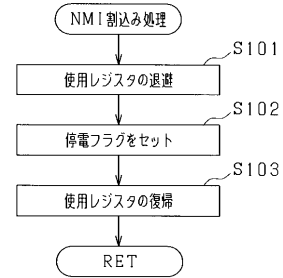 NMI割込み処理
S101
使用レジスタの退避
S102
停電フラグをセット
S103
使用レジスタの復帰
RET